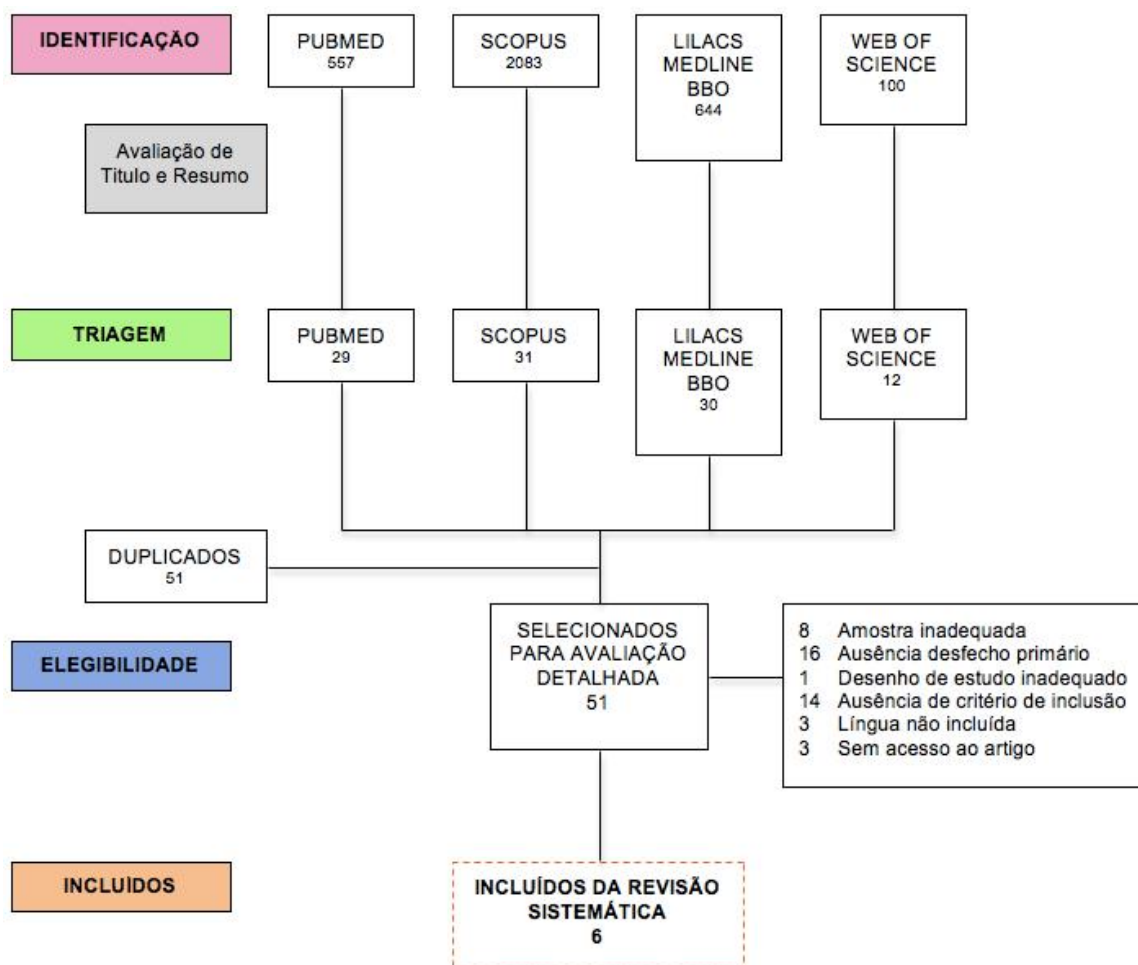 IDENTIFICAÇÃO
PUBMED
557
SCOPUS
2083
LILACS
MEDLINE
BBO
644
WEB OF
SCIENCE
100
Avaliação de
Titulo e Resumo
TRIAGEM
PUBMED
29
SCOPUS
31
LILACS
MEDLINE
BBO
30
WEB OF
SCIENCE
12
DUPLICADOS
51
ELEGIBILIDADE
SELECIONADOS
PARA AVALIAÇÃO
DETALHADA
51
8 Amostra inadequada
16 Ausência desfecho primário
1 Desenho de estudo inadequado
14 Ausência de critério de inclusão
3 Língua não incluída
3 Sem acesso ao artigo
INCLUÍDOS
INCLUÍDOS DA REVISÃO
SISTEMÁTICA
6